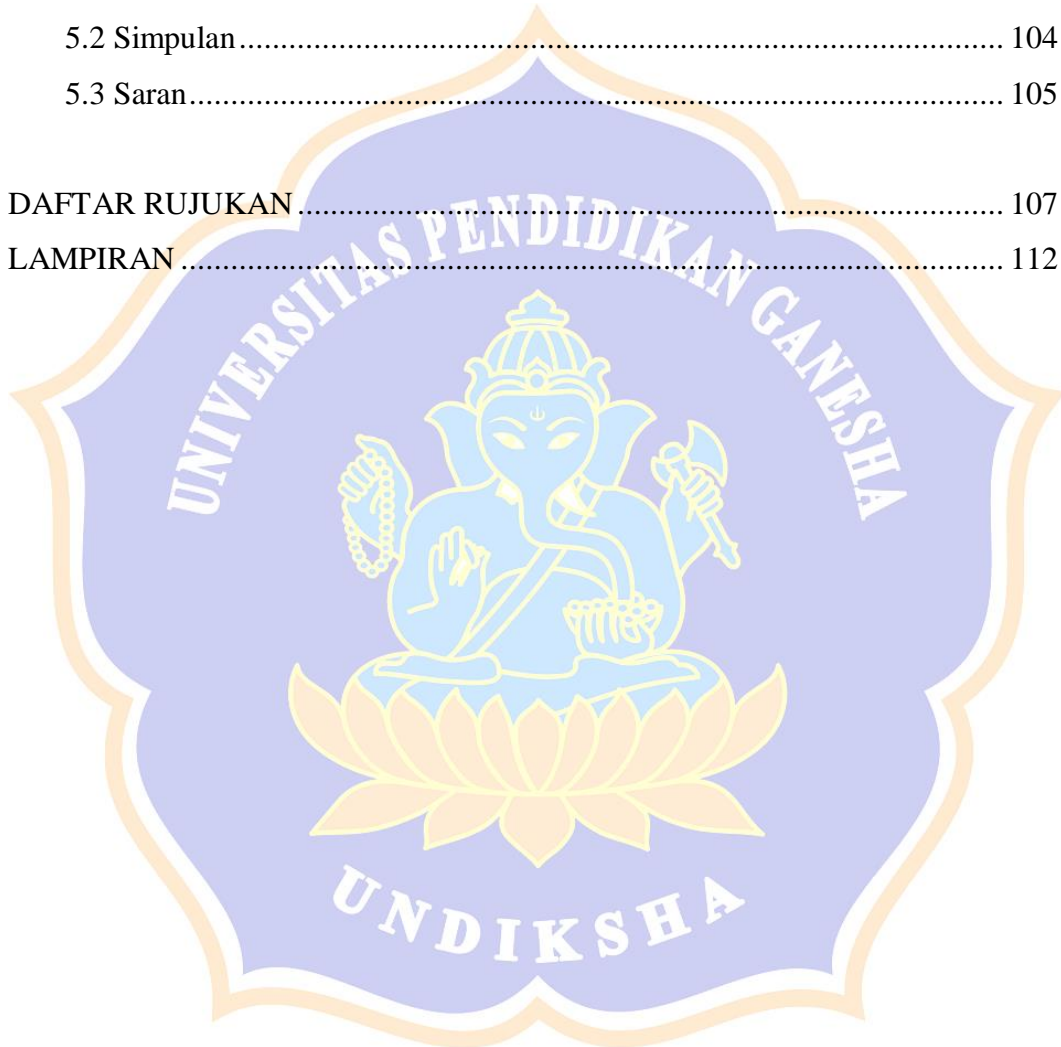 5.2 Simpulan ........................................................................................... 104
5.3 Saran ................................................................................................. 105
DAFTAR RUJUKAN .................................................................................... 107
LAMPIRAN .................................................................................................. 112
UNIVERSITAS PENDIDIKAN GANESHA
UNDIKSHA